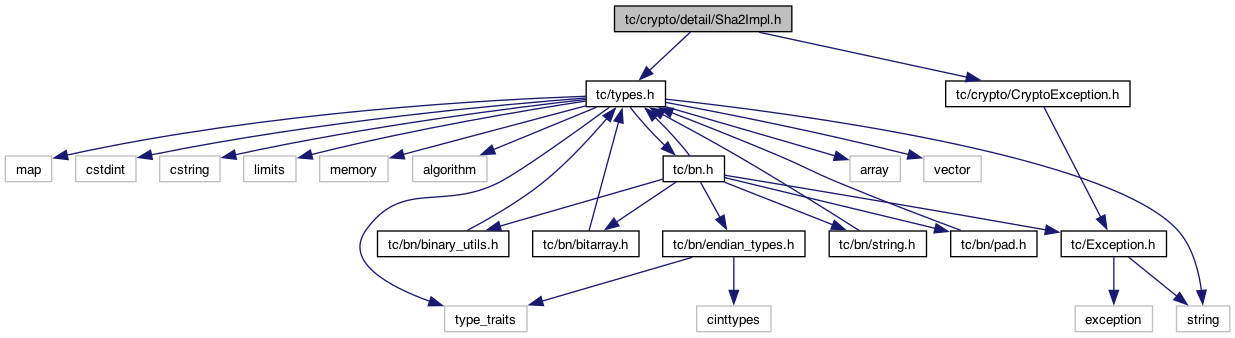 tc/crypto/detail/Sha2Impl.h
tc/types.h
tc/crypto/CryptoException.h
map
cstdint
cstring
limits
memory
algorithm
tc/bn.h
array
vector
tc/bn/binary_utils.h
tc/bn/bitarray.h
tc/bn/endian_types.h
tc/bn/string.h
tc/bn/pad.h
tc/Exception.h
type_traits
cinttypes
exception
string